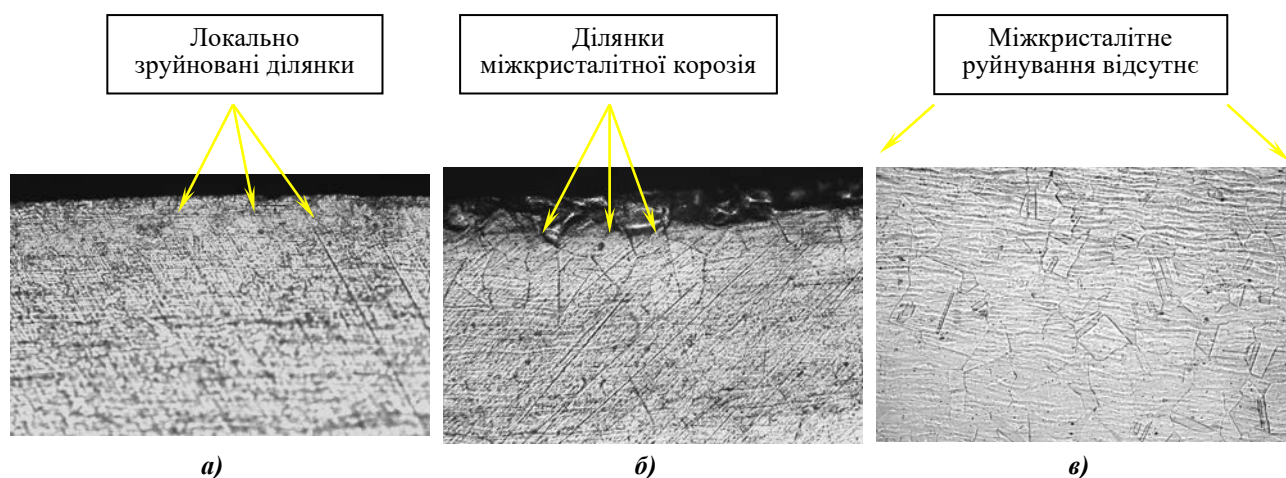 Локально
зруйновані ділянки
Ділянки
міжкристалітної корозія
Міжкристалітне
руйнування відсутнє
а)
б)
в)